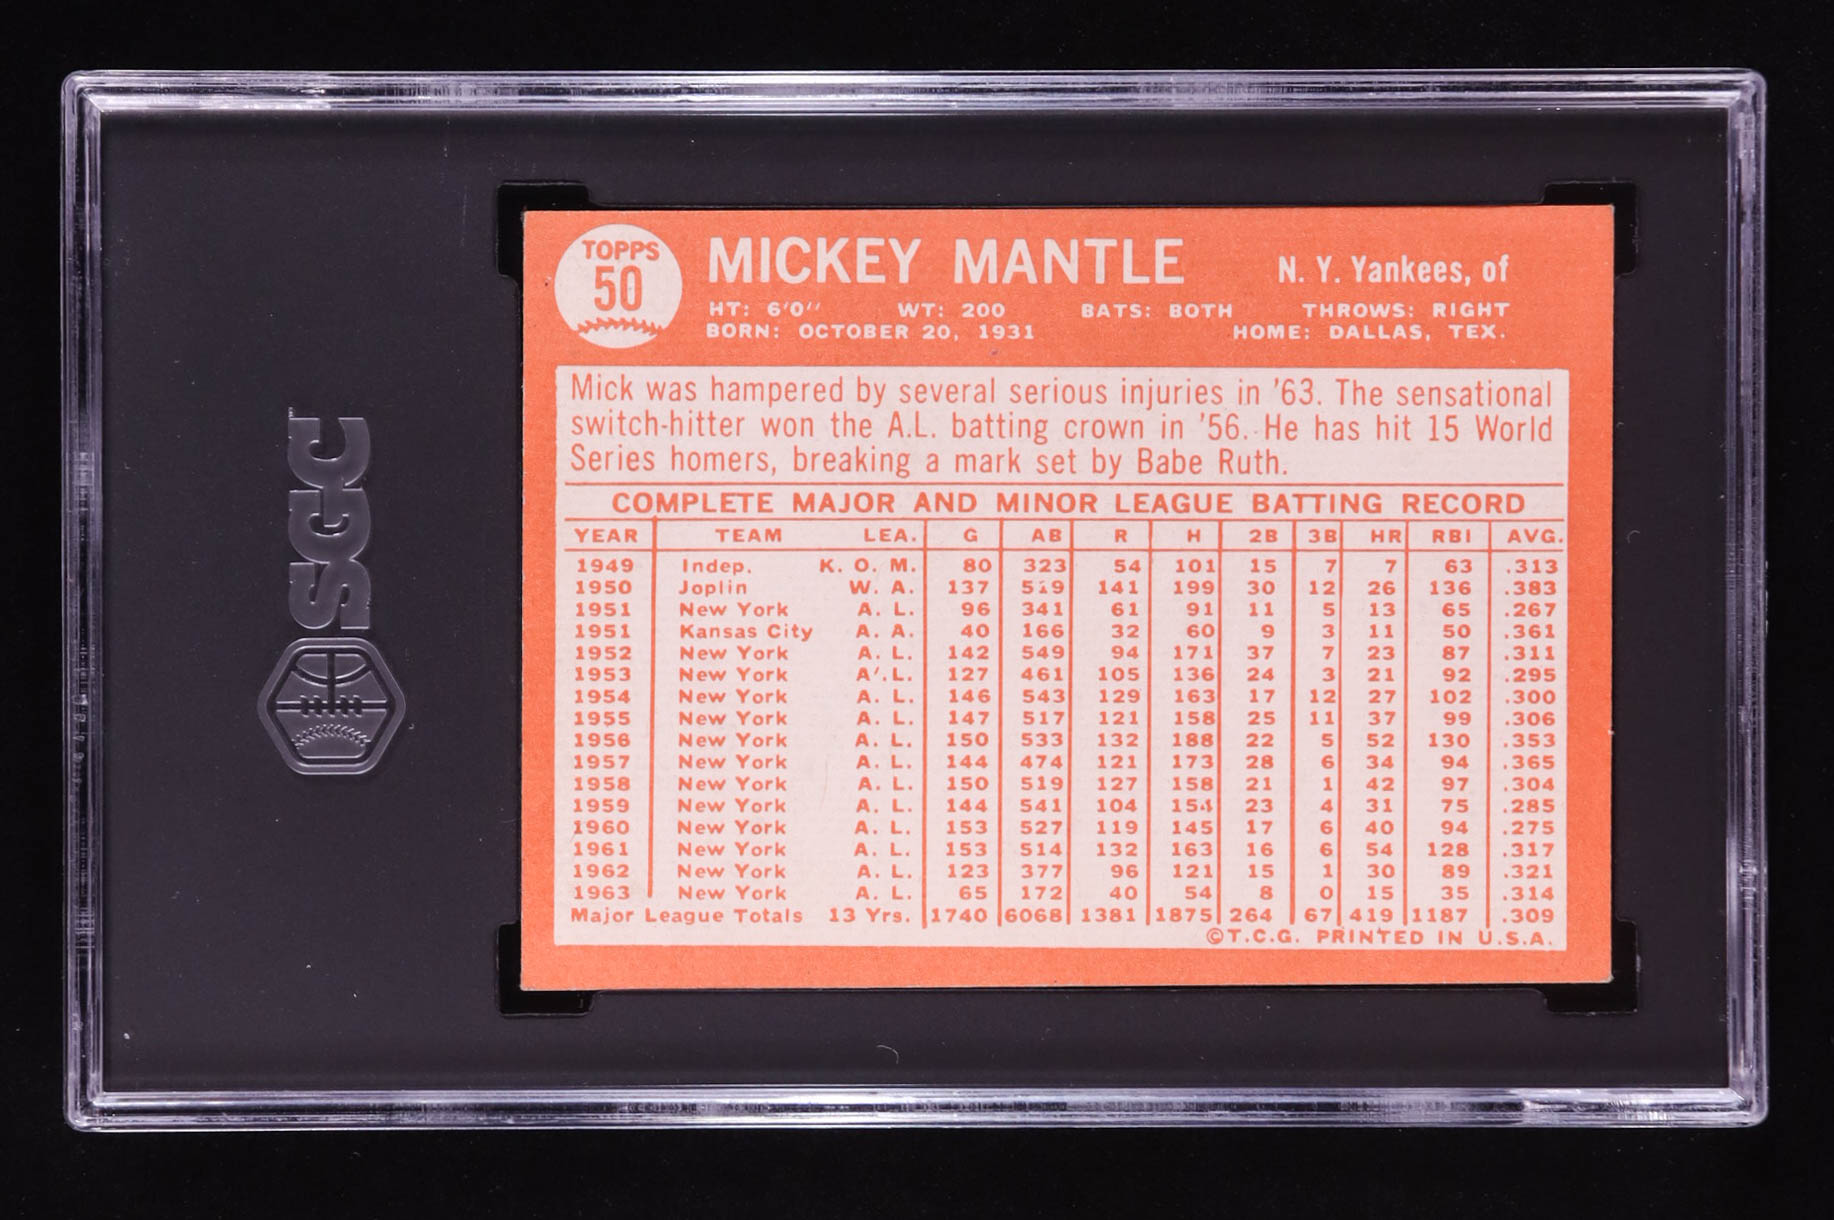 SGC
TOPPS
50
MICKEY MANTLE
N. Y. Yankees, of
HT: 6'0" WT: 200 BATS: BOTH THROWS: RIGHT
BORN: OCTOBER 20, 1931 HOME: DALLAS, TEX.
Mick was hampered by several serious injuries in '63. The sensational
switch-hitter won the A.L. batting crown in '56. He has hit 15 World
Series homers, breaking a mark set by Babe Ruth.
COMPLETE MAJOR AND MINOR LEAGUE BATTING RECORD
YEAR TEAM LEA. G AB R H 2B 3B HR RBI AVG.
1949 Indep. K. O. M. 80 323 54 101 15 7 7 63 .313
1950 Joplin W. A. 137 519 141 199 30 12 26 136 .383
1951 New York A. L. 96 341 61 91 11 5 13 65 .267
1951 Kansas City A. A. 40 166 32 60 9 3 11 50 .361
1952 New York A. L. 142 549 94 171 37 7 23 87 .311
1953 New York A. L. 127 461 105 136 24 3 21 92 .295
1954 New York A. L. 146 543 129 163 17 12 27 102 .300
1955 New York A. L. 147 517 121 158 25 11 37 99 .306
1956 New York A. L. 150 533 132 188 22 5 52 130 .353
1957 New York A. L. 144 474 121 173 28 6 34 94 .365
1958 New York A. L. 150 519 127 158 21 1 42 97 .304
1959 New York A. L. 144 541 104 154 23 4 31 75 .285
1960 New York A. L. 153 527 119 145 17 6 40 94 .275
1961 New York A. L. 153 514 132 163 16 6 54 128 .317
1962 New York A. L. 123 377 96 121 15 1 30 89 .321
1963 New York A. L. 65 172 40 54 8 0 15 35 .314
Major League Totals 13 Yrs. 1740 6068 1381 1875 264 67 419 1187 .309
©T.C.G. PRINTED IN U.S.A.